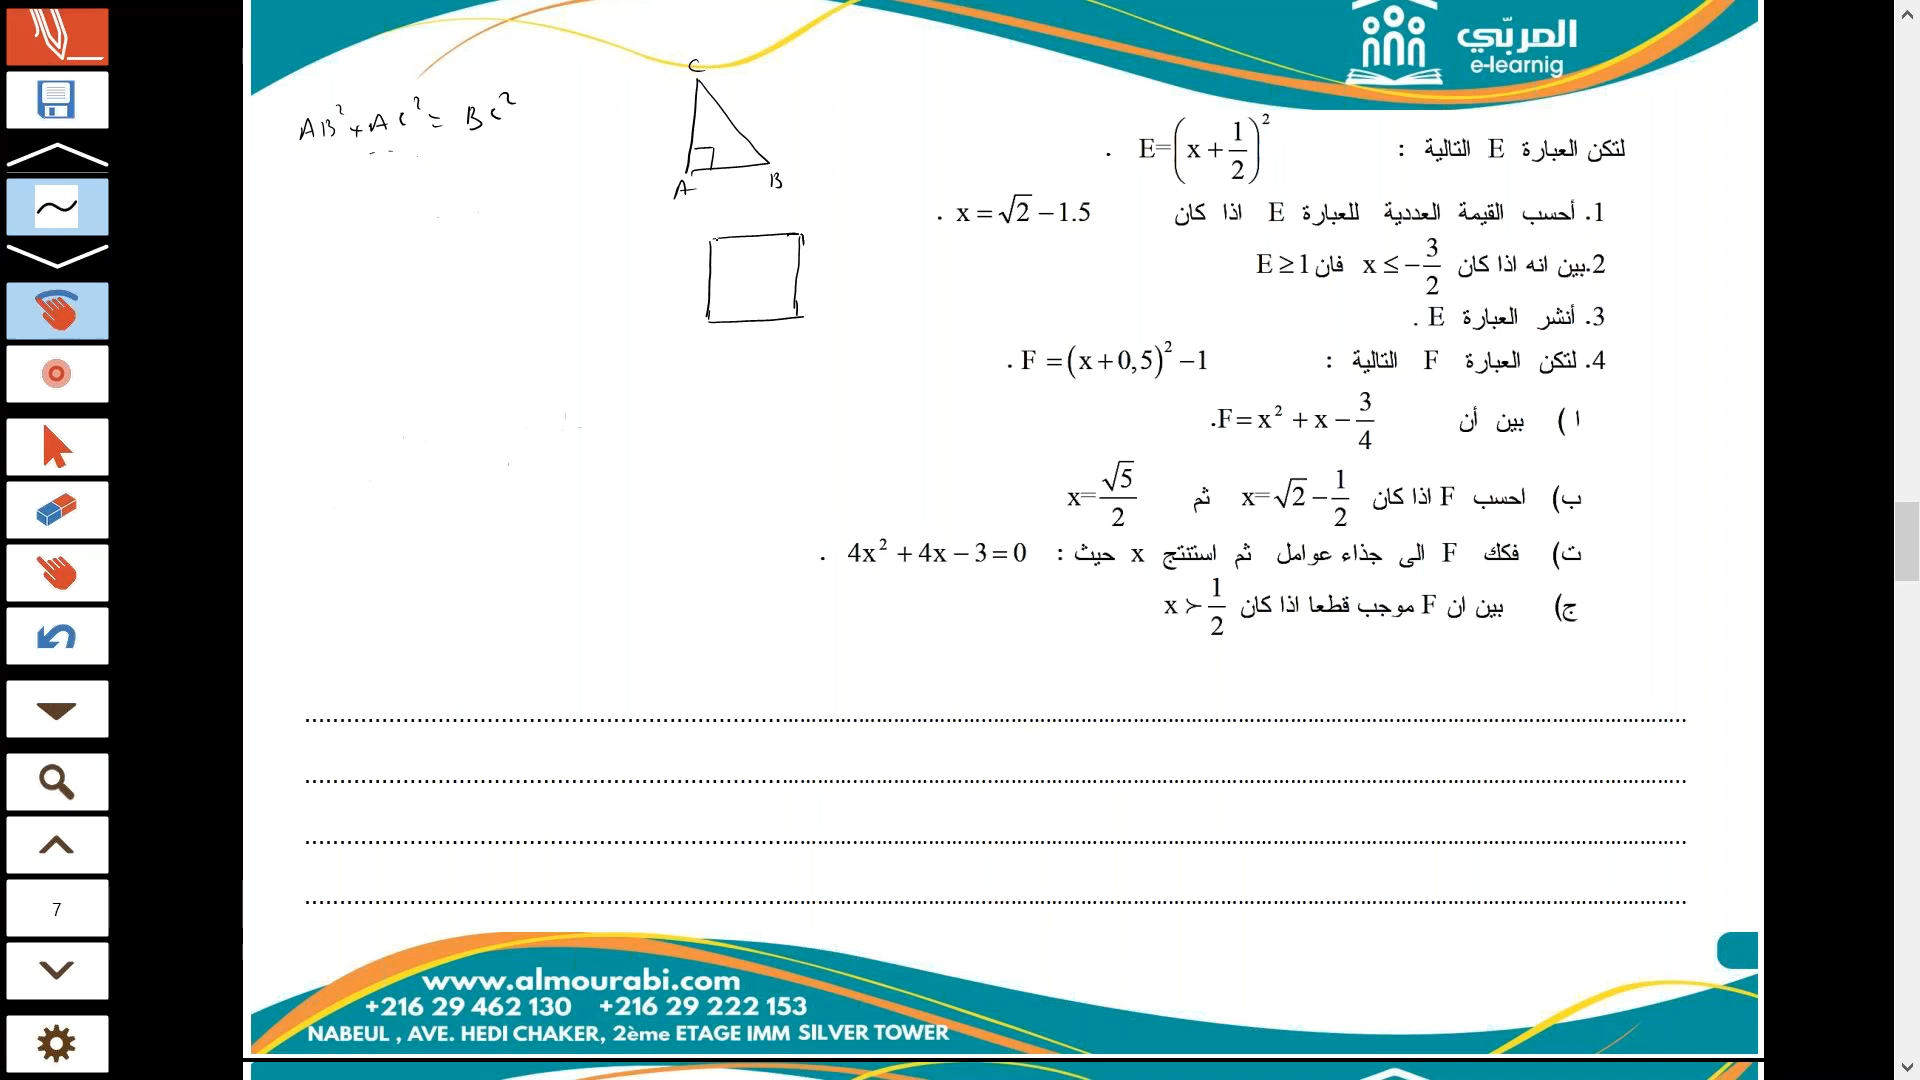 المربّي
e-learnig
AB² + AC² = BC²
C
A
B
لتكن العبارة E التالية : E=(x + 1/2)² .
1. أحسب القيمة العددية للعبارة E اذا كان x = √2 − 1.5 .
2.بين انه اذا كان x ≤ −3/2 فان E ≥ 1
3. أنشر العبارة E .
4. لتكن العبارة F التالية : F = (x + 0,5)² − 1 .
ا ) بين أن F = x² + x − 3/4.
ب) احسب F اذا كان x= √2 − 1/2 ثم x= √5/2
ت) فكك F الى جذاء عوامل ثم استنتج x حيث : 4x² + 4x − 3 = 0 .
ج) بين ان F موجب قطعا اذا كان x ≻ 1/2
7
www.almourabi.com
+216 29 462 130 +216 29 222 153
NABEUL , AVE. HEDI CHAKER, 2ème ETAGE IMM SILVER TOWER